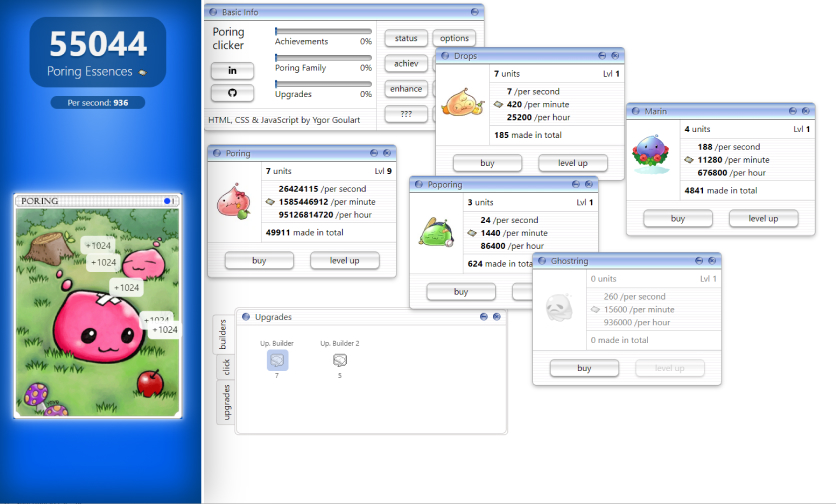 55044
Poring Essences
Per second: 936
PORING
+1024
+1024
+1024
+1024
+1024
Basic Info
Poring
clicker
Achievements 0%
Poring Family 0%
Upgrades 0%
HTML, CSS & JavaScript by Ygor Goulart
status
options
achiev
enhance
???
Drops
7 units Lvl 1
7 /per second
420 /per minute
25200 /per hour
185 made in total
buy
level up
Marin
4 units Lvl 1
188 /per second
11280 /per minute
676800 /per hour
4841 made in total
buy
level up
Poring
7 units Lvl 9
26424115 /per second
1585446912 /per minute
95126814720 /per hour
49911 made in total
buy
level up
Poporing
3 units Lvl 1
24 /per second
1440 /per minute
86400 /per hour
624 made in tota
buy
Ghostring
0 units Lvl 1
260 /per second
15600 /per minute
936000 /per hour
0 made in total
buy
level up
builders
click
upgrades
Upgrades
Up. Builder
7
Up. Builder 2
5